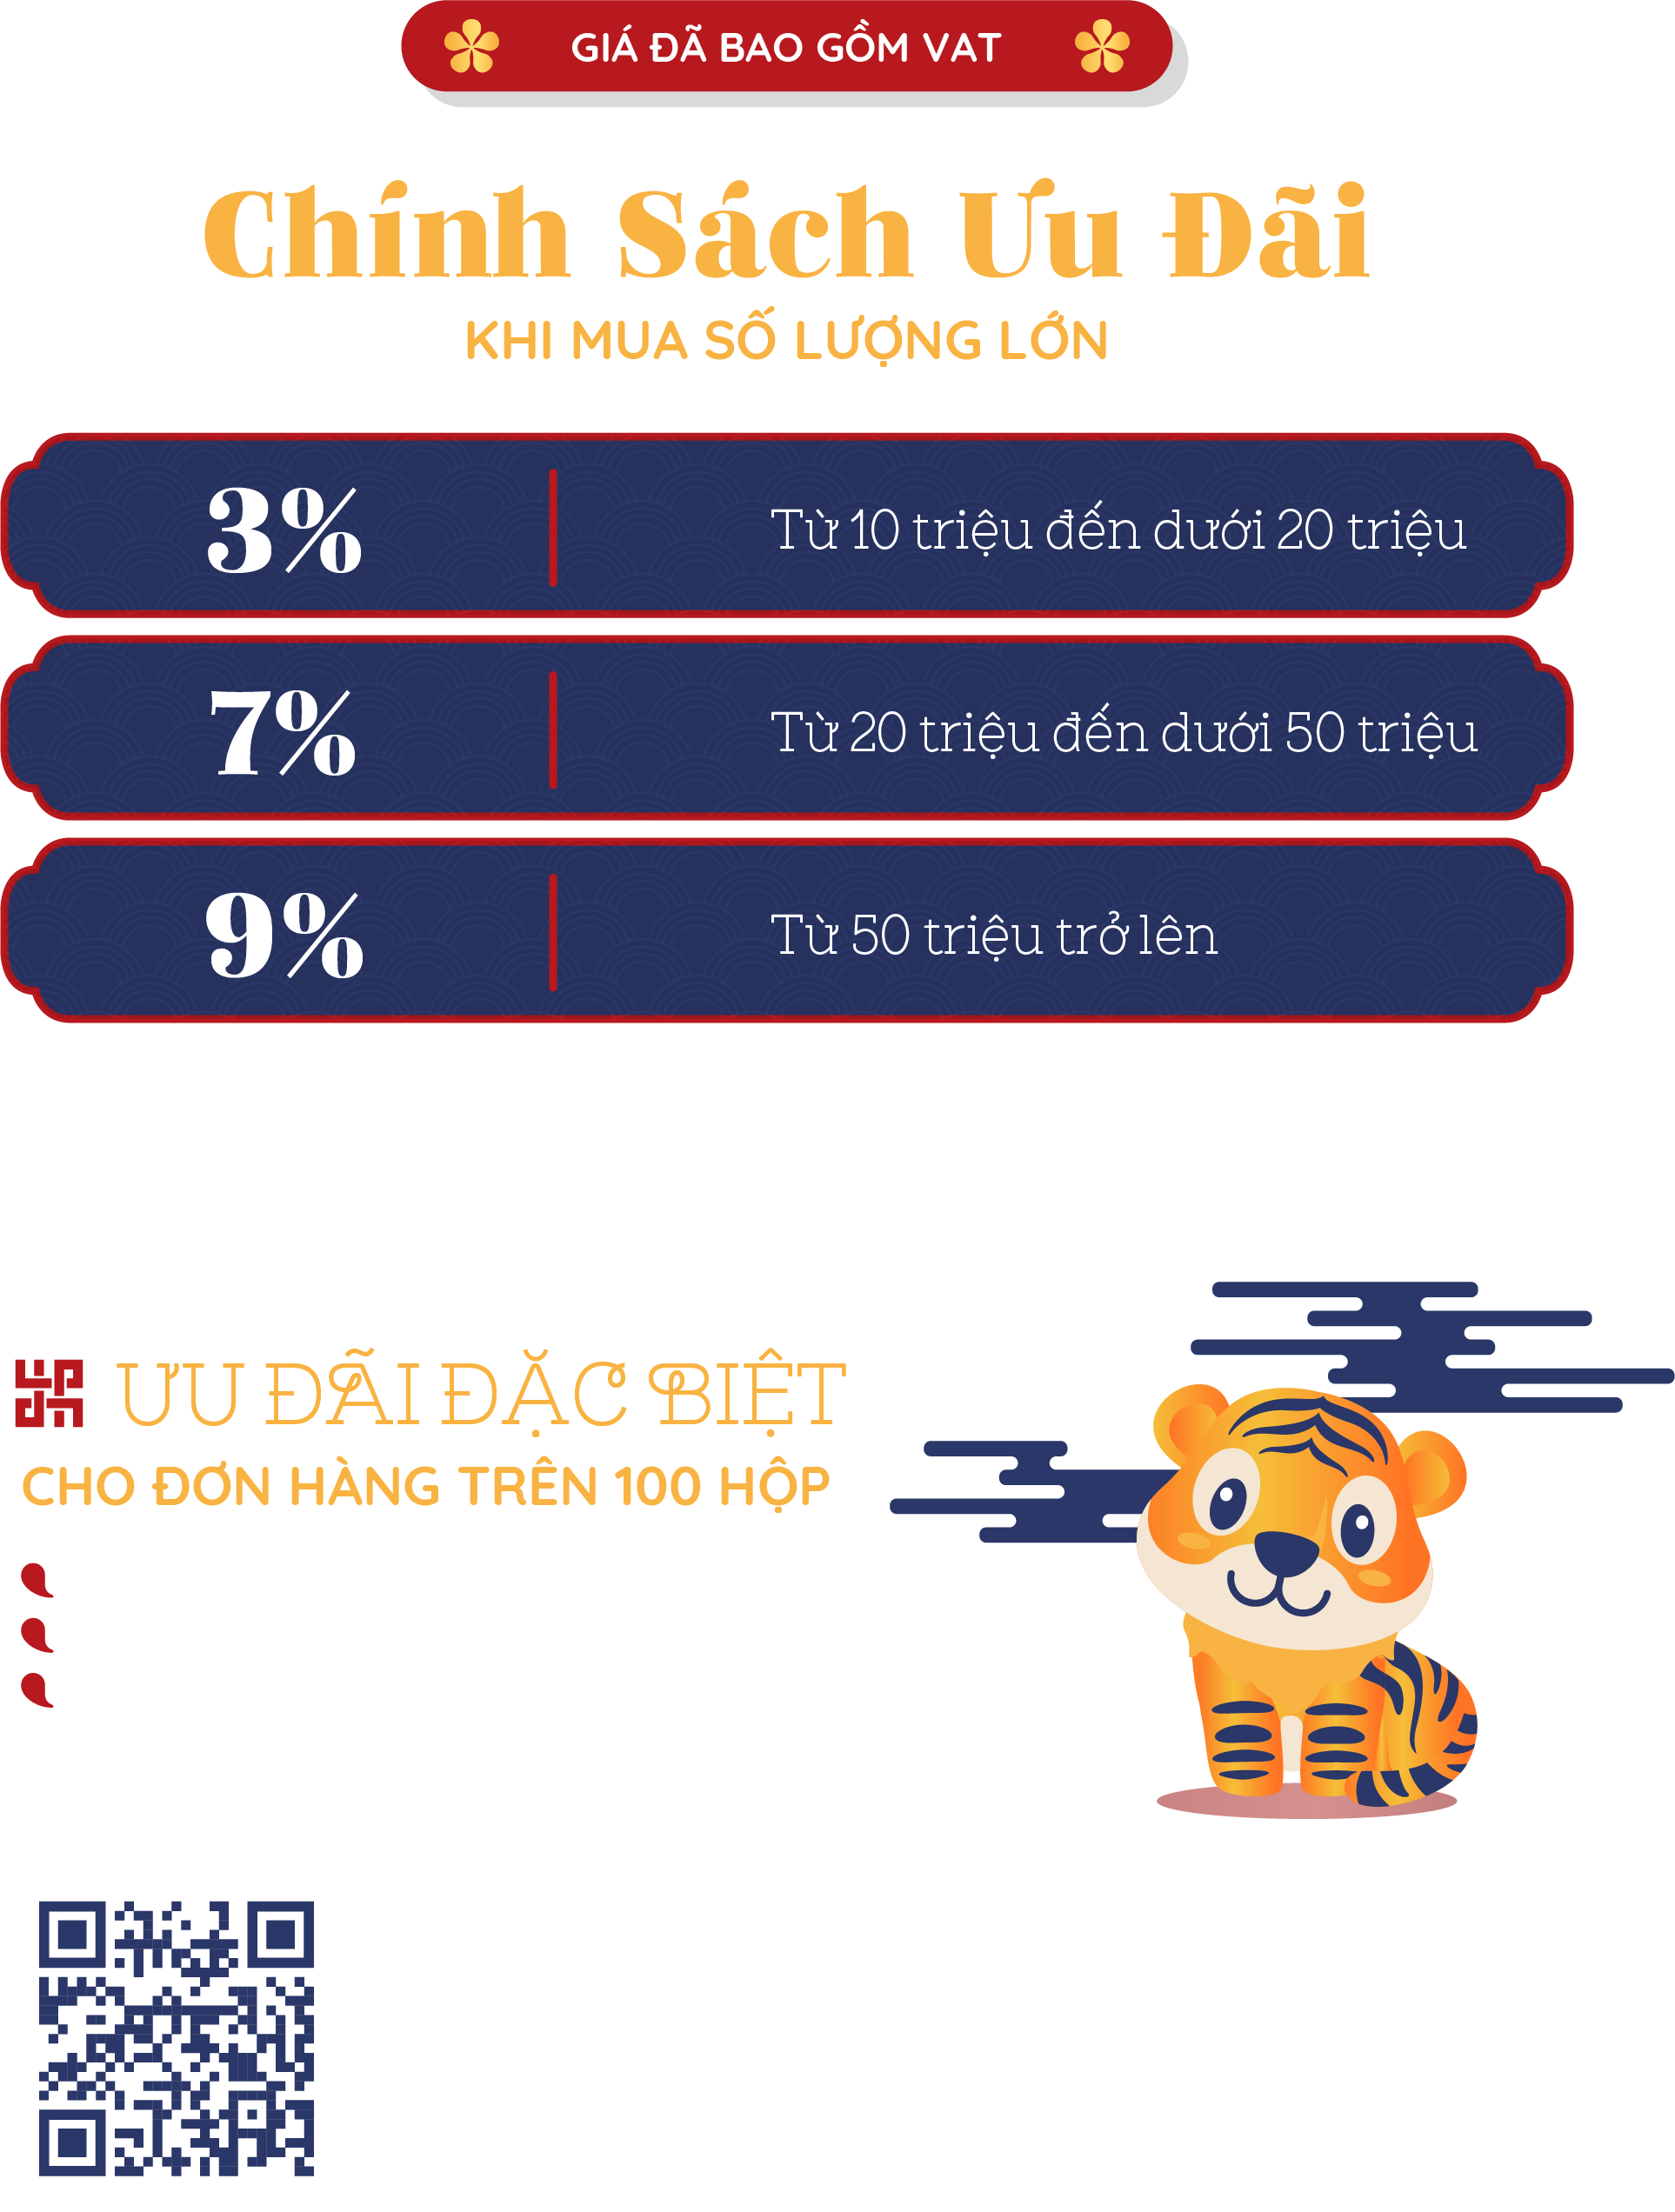 GIÁ ĐÃ BAO GỒM VAT
Chính Sách Ưu Đãi
KHI MUA SỐ LƯỢNG LỚN
3%
Từ 10 triệu đến dưới 20 triệu
7%
Từ 20 triệu đến dưới 50 triệu
9%
Từ 50 triệu trở lên
ƯU ĐÃI ĐẶC BIỆT
CHO ĐƠN HÀNG TRÊN 100 HỘP